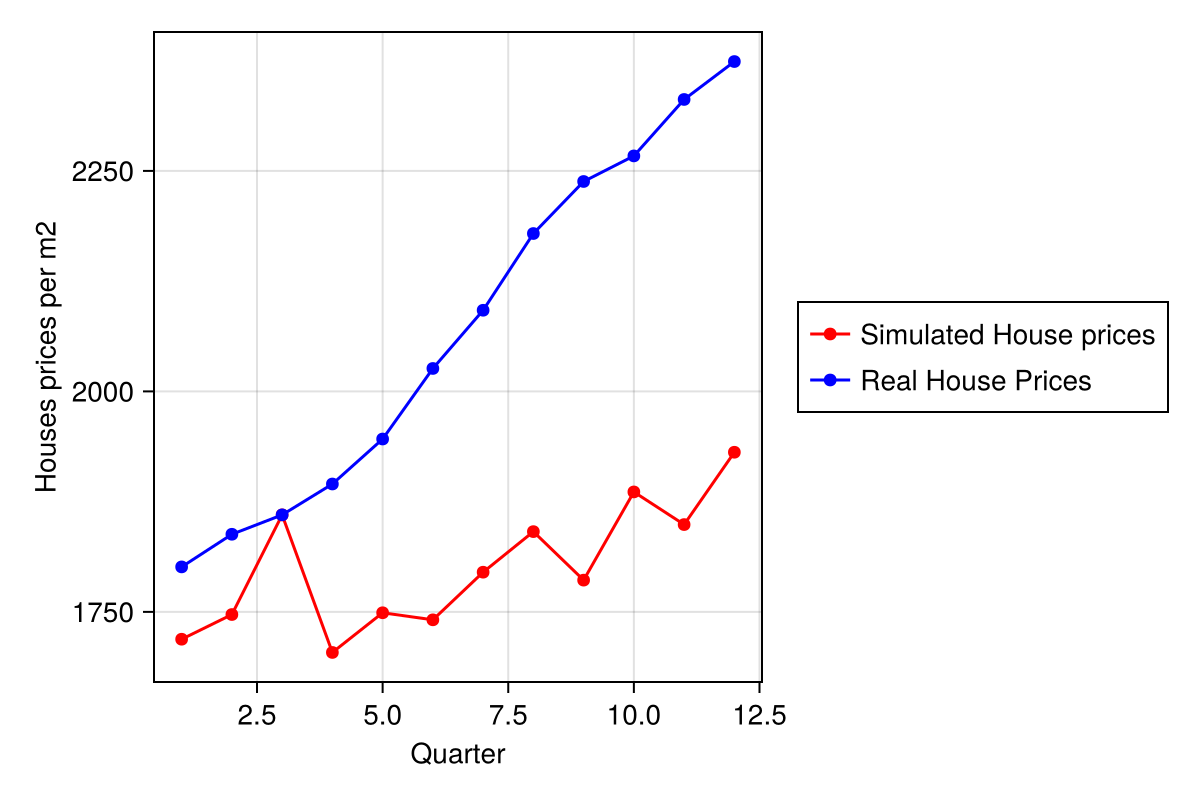 2250
2000
1750
Houses prices per m2
2.5 5.0 7.5 10.0 12.5
Quarter
Simulated House prices
Real House Prices